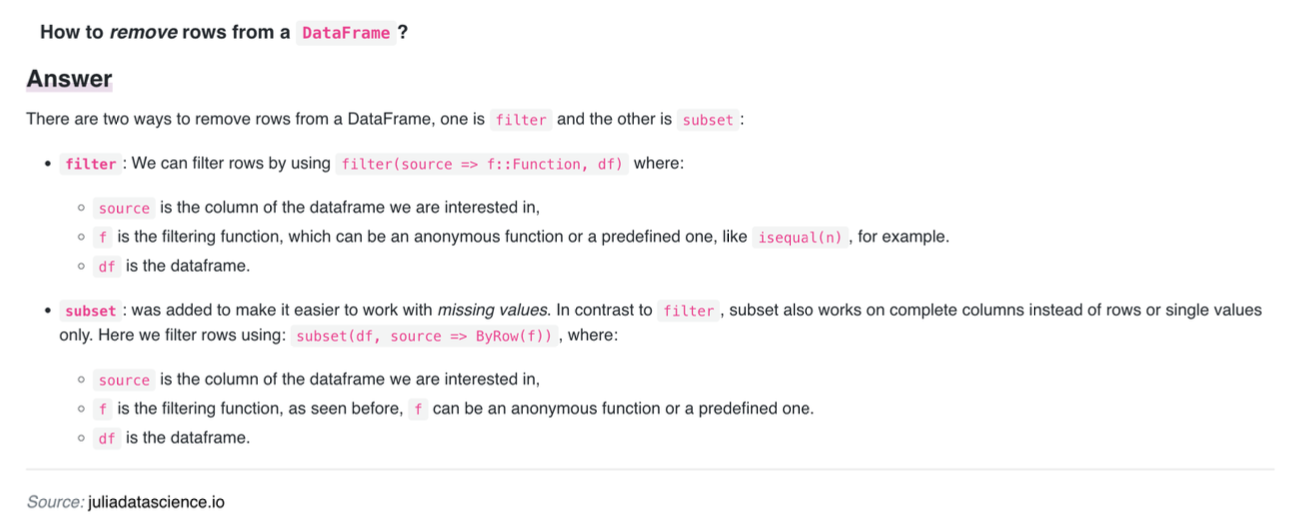 How to remove rows from a DataFrame ?
Answer
There are two ways to remove rows from a DataFrame, one is filter and the other is subset :
• filter : We can filter rows by using filter(source => f::Function, df) where:
◦ source is the column of the dataframe we are interested in,
◦ f is the filtering function, which can be an anonymous function or a predefined one, like isequal(n) , for example.
◦ df is the dataframe.
• subset : was added to make it easier to work with missing values. In contrast to filter , subset also works on complete columns instead of rows or single values
only. Here we filter rows using: subset(df, source => ByRow(f)) , where:
◦ source is the column of the dataframe we are interested in,
◦ f is the filtering function, as seen before, f can be an anonymous function or a predefined one.
◦ df is the dataframe.
Source: juliadatascience.io